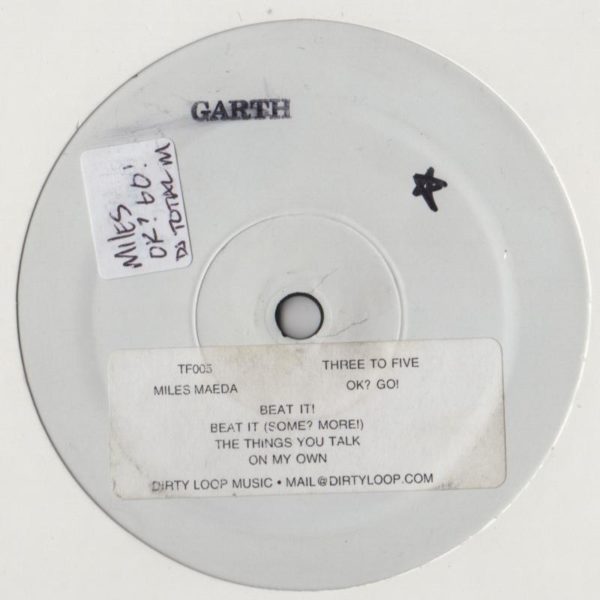 GARTH
MILES
OK? GO!
DJ TOTAL M
TF005 THREE TO FIVE
MILES MAEDA OK? GO!
BEAT IT!
BEAT IT (SOME? MORE!)
THE THINGS YOU TALK
ON MY OWN
DIRTY LOOP MUSIC • MAIL@DIRTYLOOP.COM